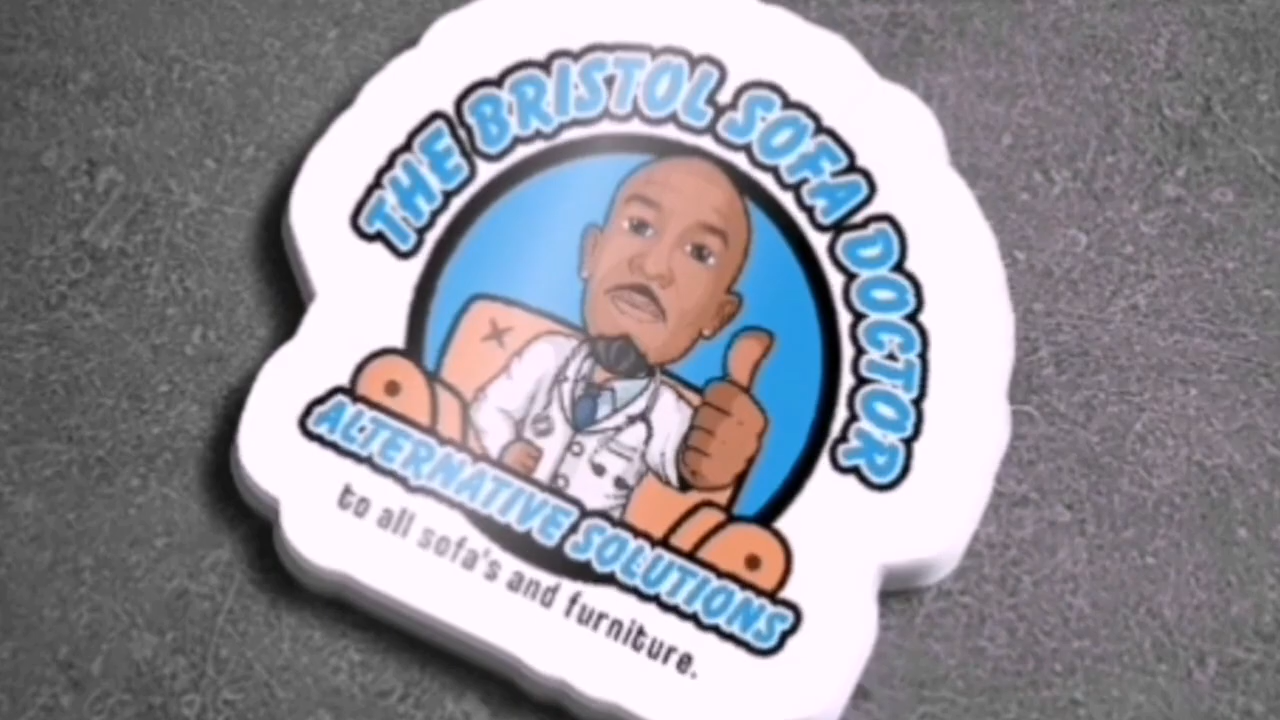 THE BRISTOL SOFA DOCTOR
ALTERNATIVE SOLUTIONS
to all sofa's and furniture.